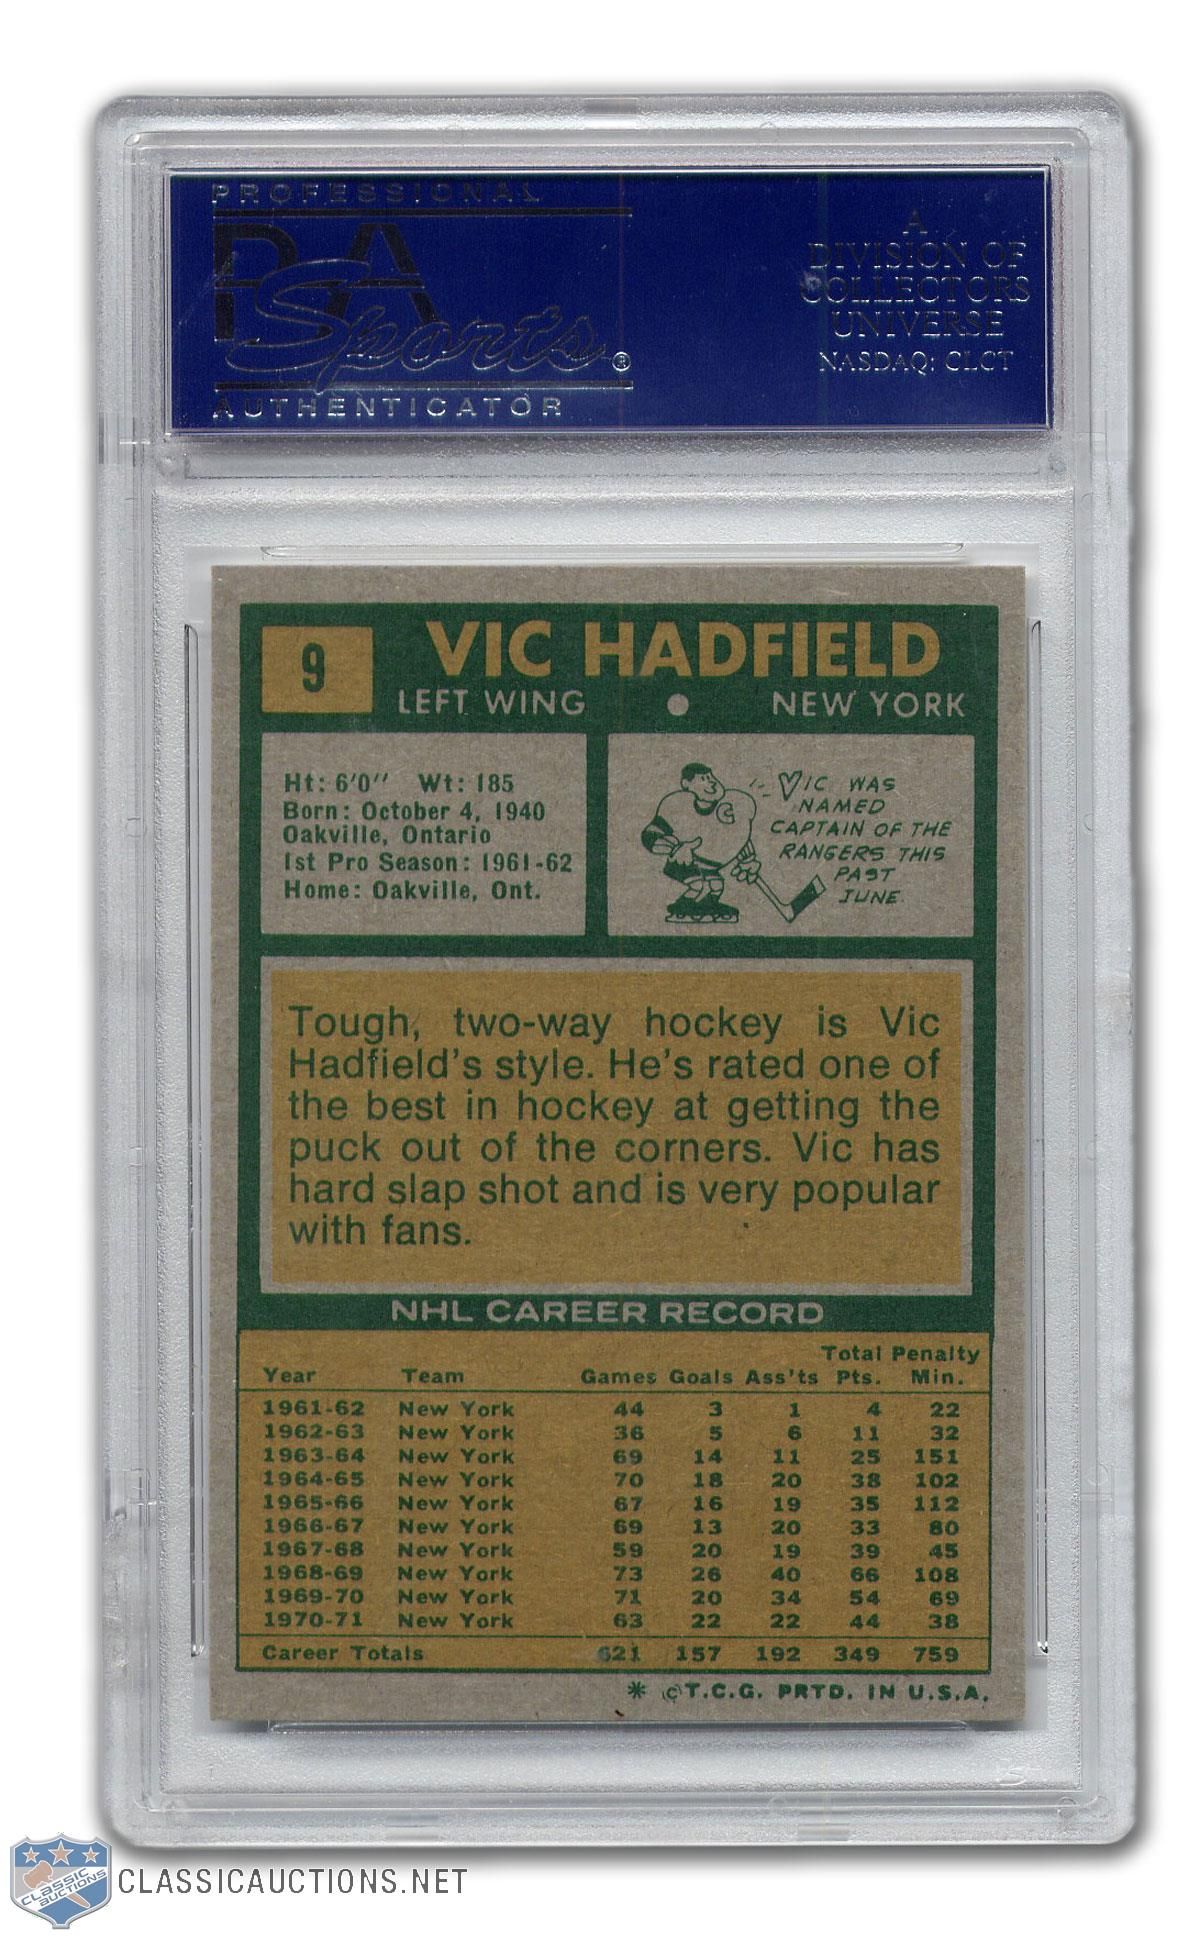 PROFESSIONAL
PSA
Sports®
AUTHENTICATOR
A
DIVISION OF
COLLECTORS
UNIVERSE
NASDAQ: CLCT
9
VIC HADFIELD
LEFT WING • NEW YORK
Ht: 6'0" Wt: 185
Born: October 4, 1940
Oakville, Ontario
1st Pro Season: 1961-62
Home: Oakville, Ont.
C
VIC WAS
NAMED
CAPTAIN OF THE
RANGERS THIS
PAST
JUNE.
Tough, two-way hockey is Vic
Hadfield's style. He's rated one of
the best in hockey at getting the
puck out of the corners. Vic has
hard slap shot and is very popular
with fans.
NHL CAREER RECORD
Year Team Games Goals Ass'ts Total Pts. Penalty Min.
1961-62 New York 44 3 1 4 22
1962-63 New York 36 5 6 11 32
1963-64 New York 69 14 11 25 151
1964-65 New York 70 18 20 38 102
1965-66 New York 67 16 19 35 112
1966-67 New York 69 13 20 33 80
1967-68 New York 59 20 19 39 45
1968-69 New York 73 26 40 66 108
1969-70 New York 71 20 34 54 69
1970-71 New York 63 22 22 44 38
Career Totals 621 157 192 349 759
* ©T.C.G. PRTD. IN U.S.A.
CLASSIC
AUCTIONS
CLASSICAUCTIONS.NET